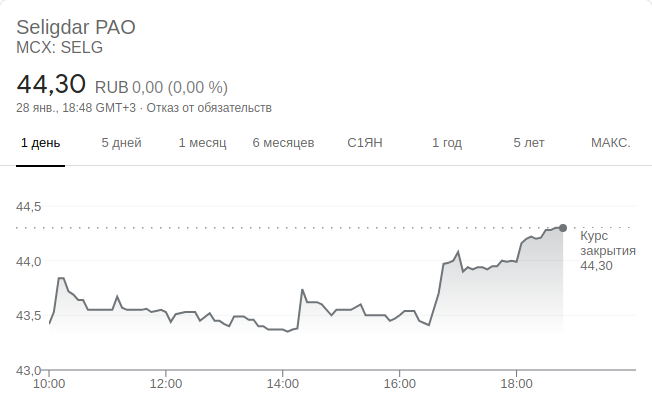 Seligdar PAO
MCX: SELG
44,30 RUB 0,00 (0,00 %)
28 янв., 18:48 GMT+3 · Отказ от обязательств
1 день 5 дней 1 месяц 6 месяцев С1ЯН 1 год 5 лет МАКС.
44,5
Курс
закрытия
44,30
44,0
43,5
43,0
10:00 12:00 14:00 16:00 18:00